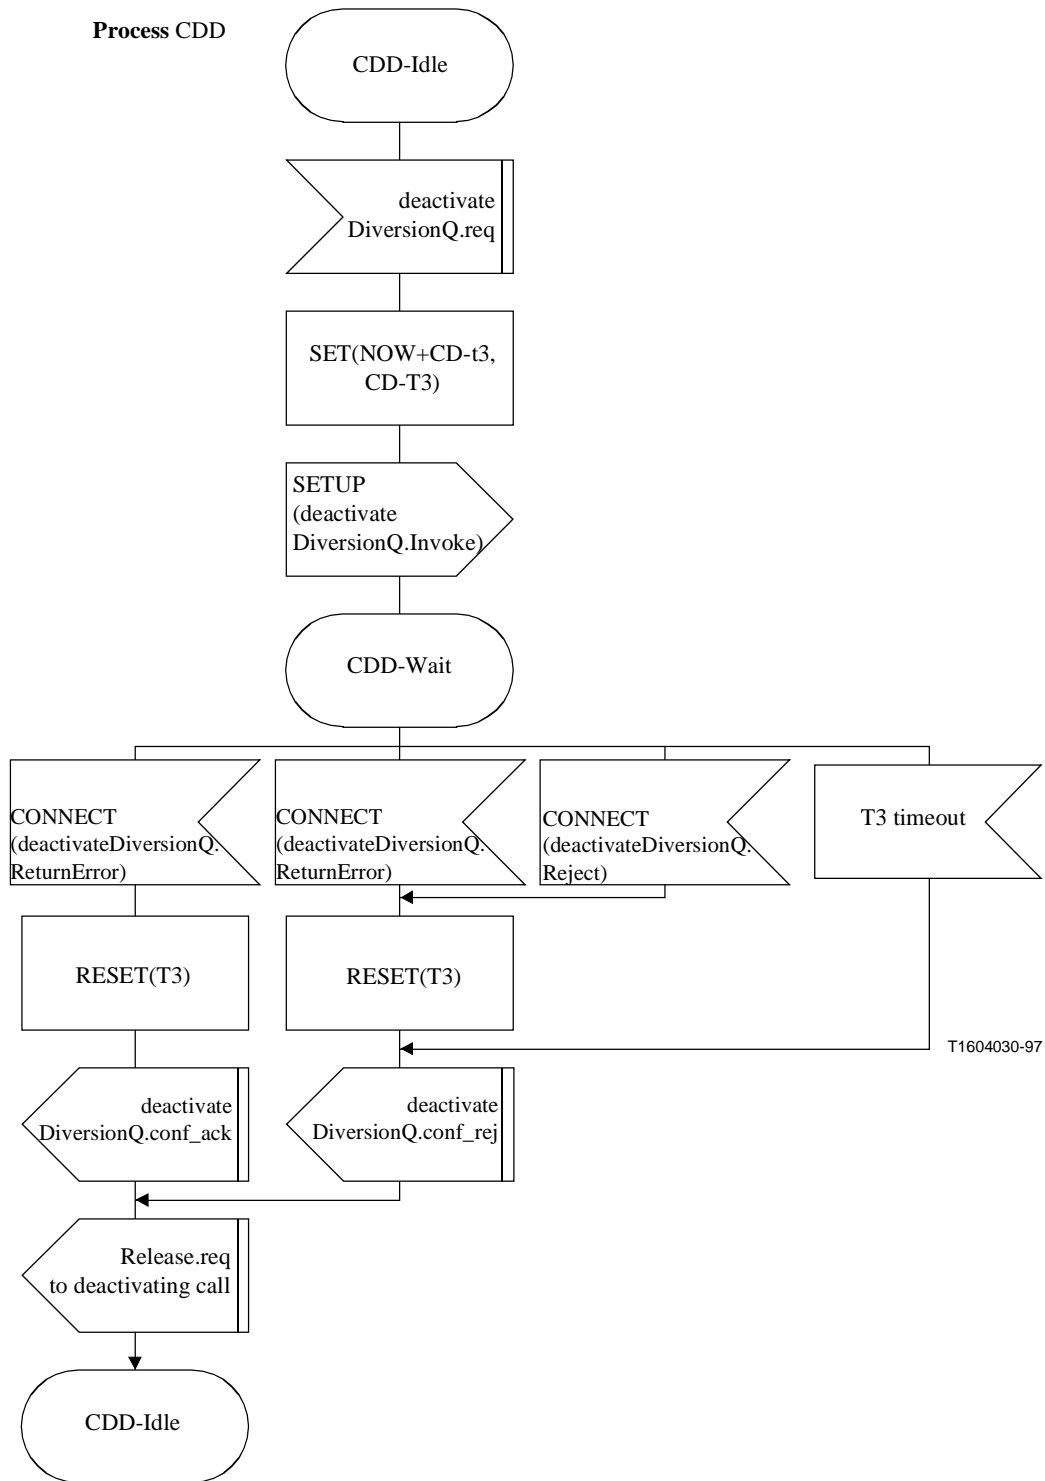 Process CDD
CDD-Idle
deactivate
DiversionQ.req
SET(NOW+CD-t3,
CD-T3)
SETUP
(deactivate
DiversionQ.Invoke)
CDD-Wait
CONNECT
(deactivateDiversionQ.
ReturnError)
CONNECT
(deactivateDiversionQ.
ReturnError)
CONNECT
(deactivateDiversionQ.
Reject)
T3 timeout
RESET(T3)
RESET(T3)
T1604030-97
deactivate
DiversionQ.conf_ack
deactivate
DiversionQ.conf_rej
Release.req
to deactivating call
CDD-Idle